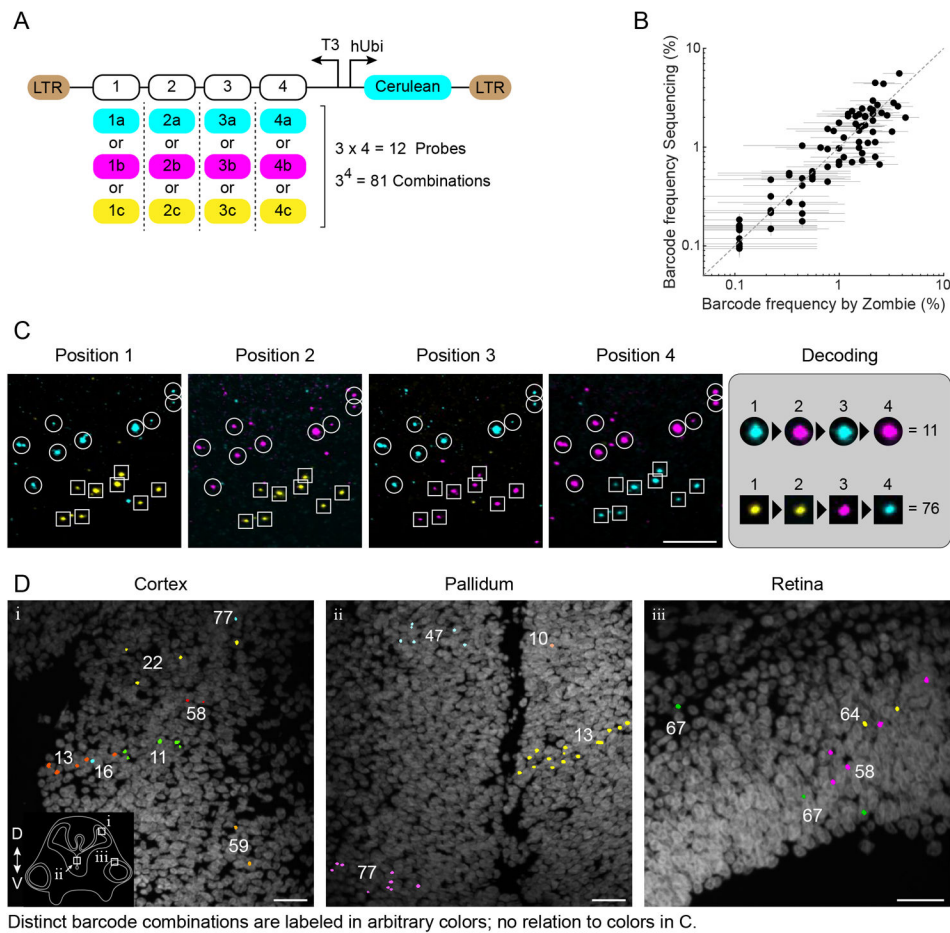 A
T3 hUbi
LTR 1 2 3 4 Cerulean LTR
1a 2a 3a 4a
or or or or
1b 2b 3b 4b
or or or or
1c 2c 3c 4c
3 x 4 = 12 Probes
3^4 = 81 Combinations
B
Barcode frequency Sequencing (%)
10
1
0.1
0.1 1 10
Barcode frequency by Zombie (%)
C
Position 1 Position 2 Position 3 Position 4 Decoding
1 2 3 4
= 11
1 2 3 4
= 76
D
Cortex Pallidum Retina
i
77
22
58
13
16
11
59
D
V
i
ii
iii
ii
47
10
13
77
iii
67
64
58
67
Distinct barcode combinations are labeled in arbitrary colors; no relation to colors in C.